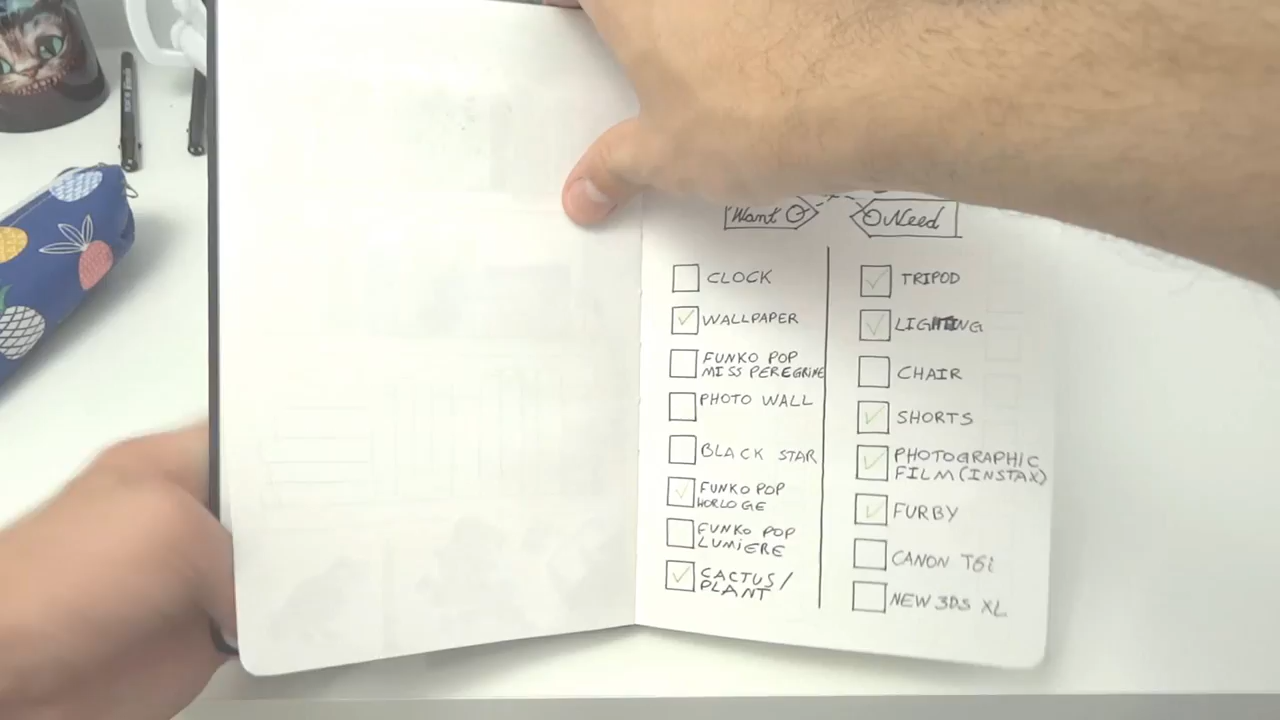 Want
Need
CLOCK
WALLPAPER
FUNKO POP
MISS PEREGRINE
PHOTO WALL
BLACK STAR
FUNKO POP
HORLOGE
FUNKO POP
LUMIERE
CACTUS/
PLANT
TRIPOD
LIGHTING
CHAIR
SHORTS
PHOTOGRAPHIC
FILM(INSTAX)
FURBY
CANON T6i
NEW 3DS XL